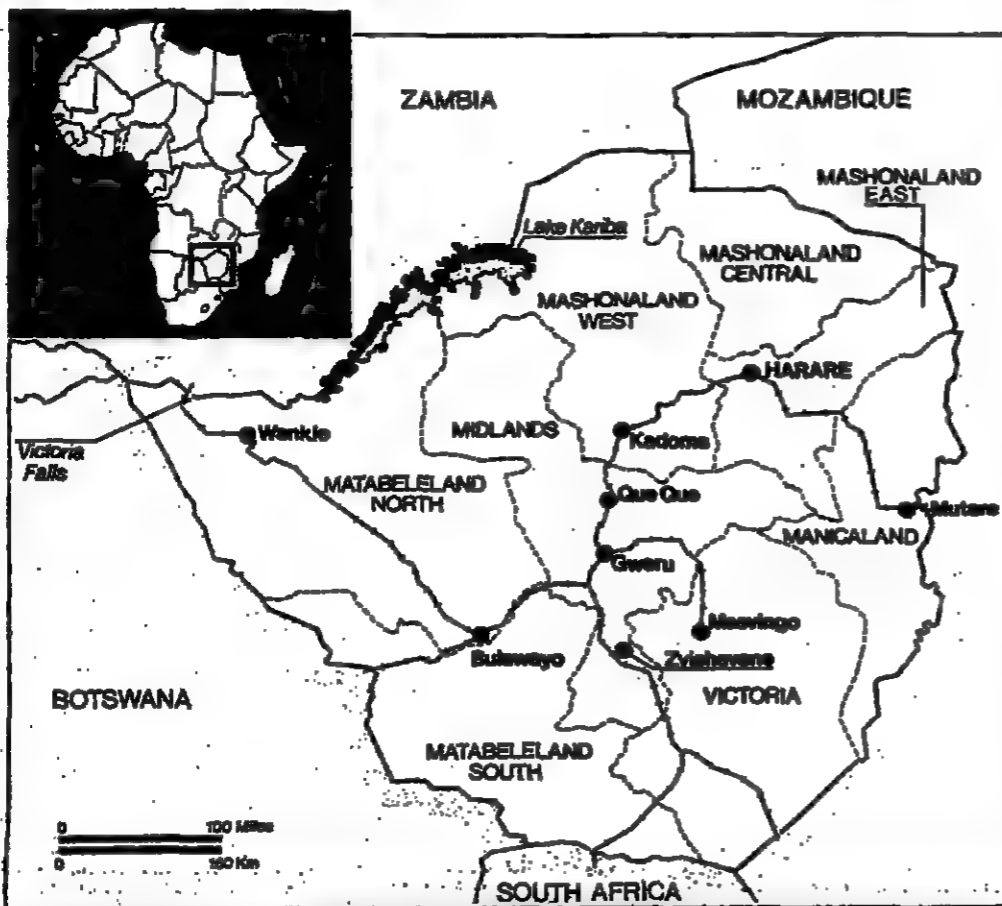 ZAMBIA
MOZAMBIQUE
MASHONALAND
EAST
Lake Kariba
MASHONALAND
CENTRAL
MASHONALAND
WEST
HARARE
Victoria
Falls
Wankie
MIDLANDS
Kadoma
MATABELELAND
NORTH
Que Que
Mutare
MANICALAND
Gweru
Masvingo
Bulawayo
Zvishavane
BOTSWANA
VICTORIA
MATABELELAND
SOUTH
0 100 Miles
0 160 Km
SOUTH AFRICA